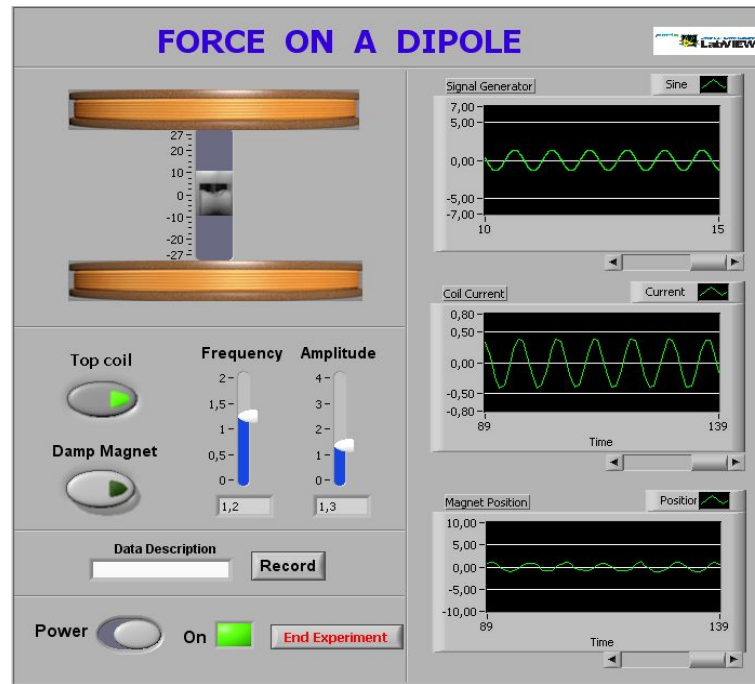 FORCE ON A DIPOLE
LabVIEW
27
20
10
0
-10
-20
-27
Signal Generator
Sine
7,00
5,00
0,00
-5,00
-7,00
10
15
Coil Current
Current
0,80
0,50
0,00
-0,50
-0,80
89
139
Time
Top coil
Frequency
Amplitude
2
1,5
1
0,5
0
4
3
2
1
0
Damp Magnet
1,2
1,3
Magnet Position
Position
10,00
5,00
0,00
-5,00
-10,00
89
139
Time
Data Description
Record
Power
On
End Experiment